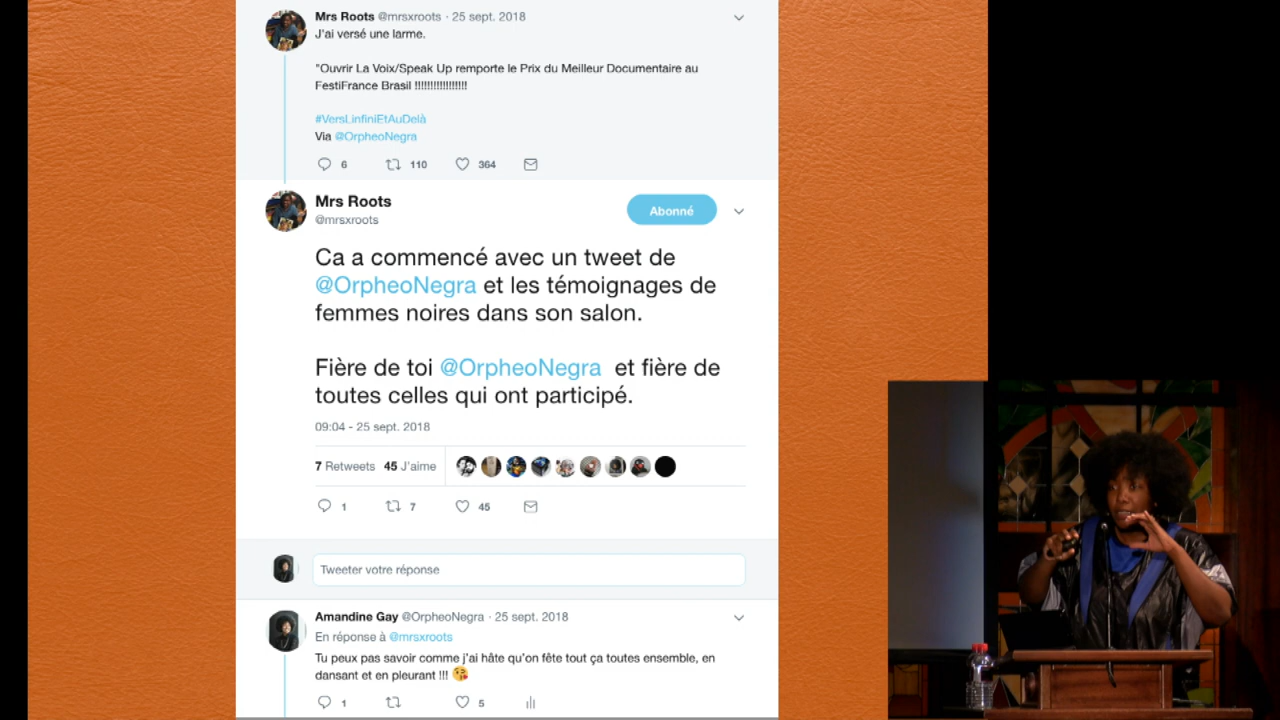 Mrs Roots @mrsxroots · 25 sept. 2018
J'ai versé une larme.
"Ouvrir La Voix/Speak Up remporte le Prix du Meilleur Documentaire au
FestiFrance Brasil !!!!!!!!!!!!!!!!
#VersLinfiniEtAuDelà
Via @OrpheoNegra
6 110 364
Mrs Roots
@mrsxroots
Abonné
Ca a commencé avec un tweet de
@OrpheoNegra et les témoignages de
femmes noires dans son salon.
Fière de toi @OrpheoNegra et fière de
toutes celles qui ont participé.
09:04 - 25 sept. 2018
7 Retweets 45 J'aime
1 7 45
Tweeter votre réponse
Amandine Gay @OrpheoNegra · 25 sept. 2018
En réponse à @mrsxroots
Tu peux pas savoir comme j'ai hâte qu'on fête tout ça toutes ensemble, en
dansant et en pleurant !!! 😘
1 5